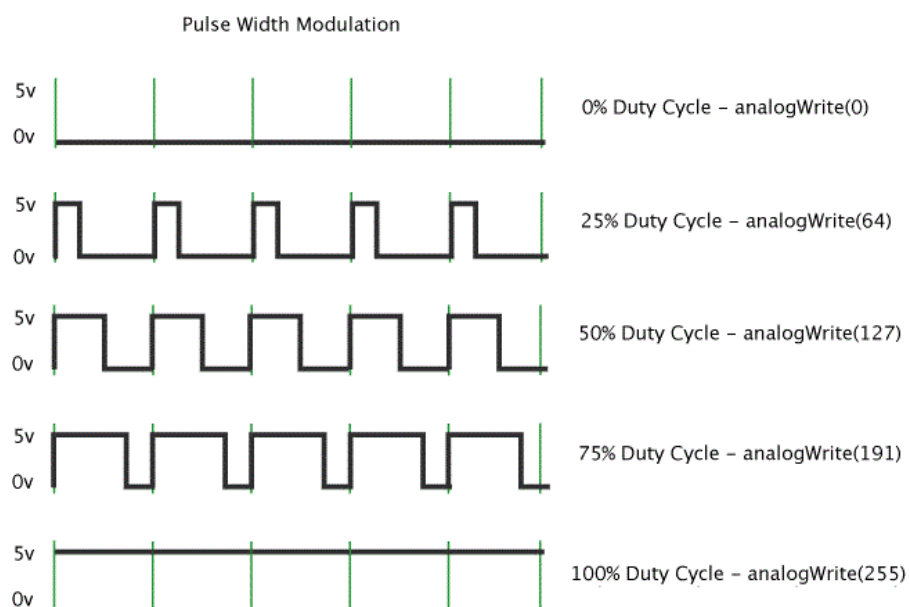 Pulse Width Modulation
5v
0v
0% Duty Cycle – analogWrite(0)
5v
0v
25% Duty Cycle – analogWrite(64)
5v
0v
50% Duty Cycle – analogWrite(127)
5v
0v
75% Duty Cycle – analogWrite(191)
5v
0v
100% Duty Cycle – analogWrite(255)